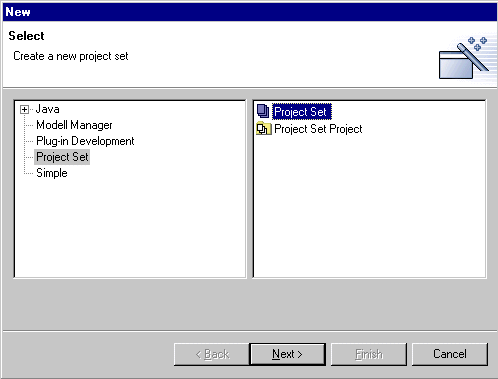 New
Select
Create a new project set
Java
Modell Manager
Plug-in Development
Project Set
Simple
Project Set
Project Set Project
< Back
Next >
Finish
Cancel